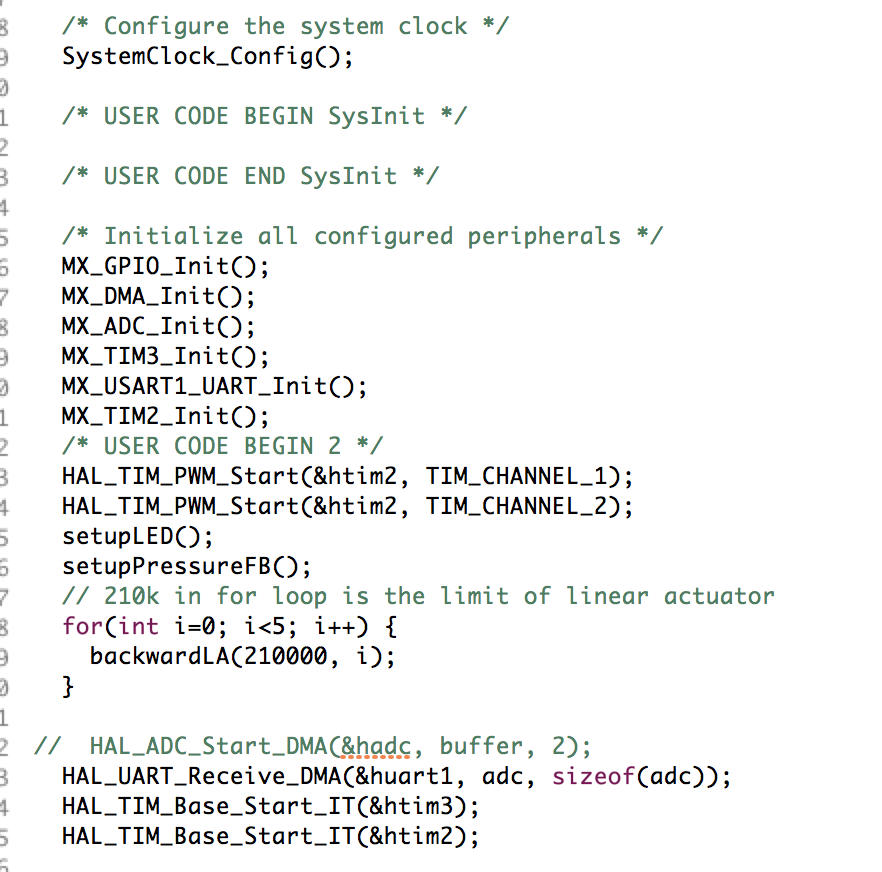 8 /* Configure the system clock */
9 SystemClock_Config();
0
1 /* USER CODE BEGIN SysInit */
2
3 /* USER CODE END SysInit */
4
5 /* Initialize all configured peripherals */
6 MX_GPIO_Init();
7 MX_DMA_Init();
8 MX_ADC_Init();
9 MX_TIM3_Init();
0 MX_USART1_UART_Init();
1 MX_TIM2_Init();
2 /* USER CODE BEGIN 2 */
3 HAL_TIM_PWM_Start(&htim2, TIM_CHANNEL_1);
4 HAL_TIM_PWM_Start(&htim2, TIM_CHANNEL_2);
5 setupLED();
6 setupPressureFB();
7 // 210k in for loop is the limit of linear actuator
8 for(int i=0; i<5; i++) {
9 backwardLA(210000, i);
0 }
1
2 // HAL_ADC_Start_DMA(&hadc, buffer, 2);
3 HAL_UART_Receive_DMA(&huart1, adc, sizeof(adc));
4 HAL_TIM_Base_Start_IT(&htim3);
5 HAL_TIM_Base_Start_IT(&htim2);